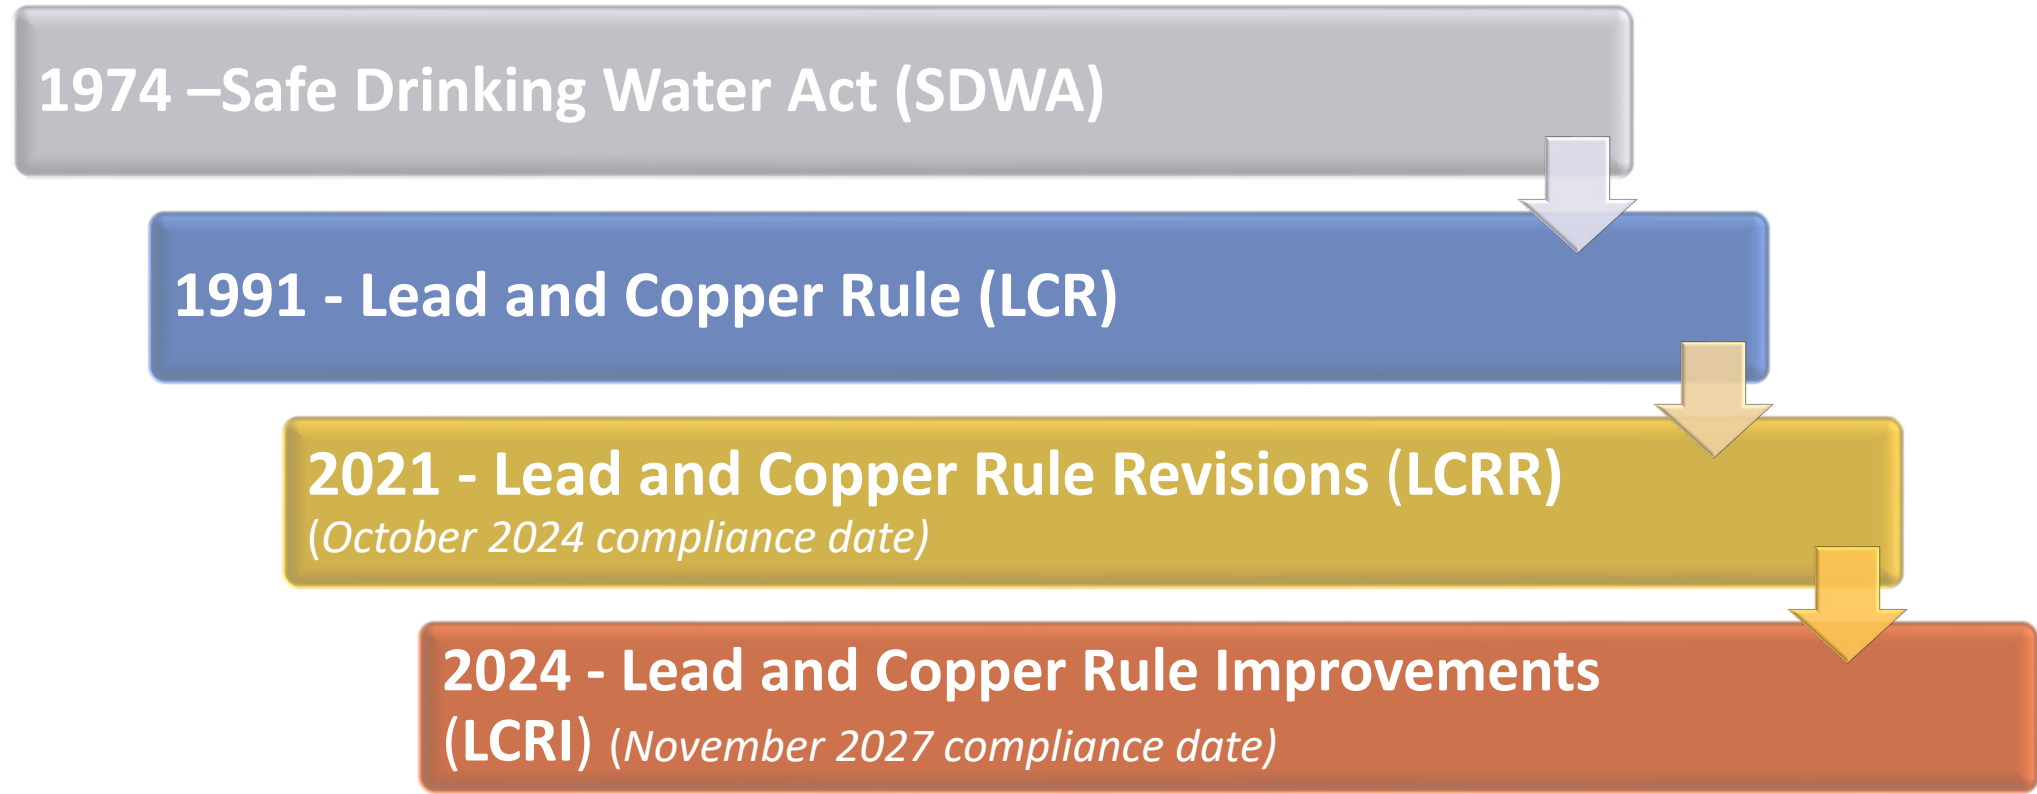 1974 –Safe Drinking Water Act (SDWA)
1991 - Lead and Copper Rule (LCR)
2021 - Lead and Copper Rule Revisions (LCRR)
(October 2024 compliance date)
2024 - Lead and Copper Rule Improvements
(LCRI) (November 2027 compliance date)